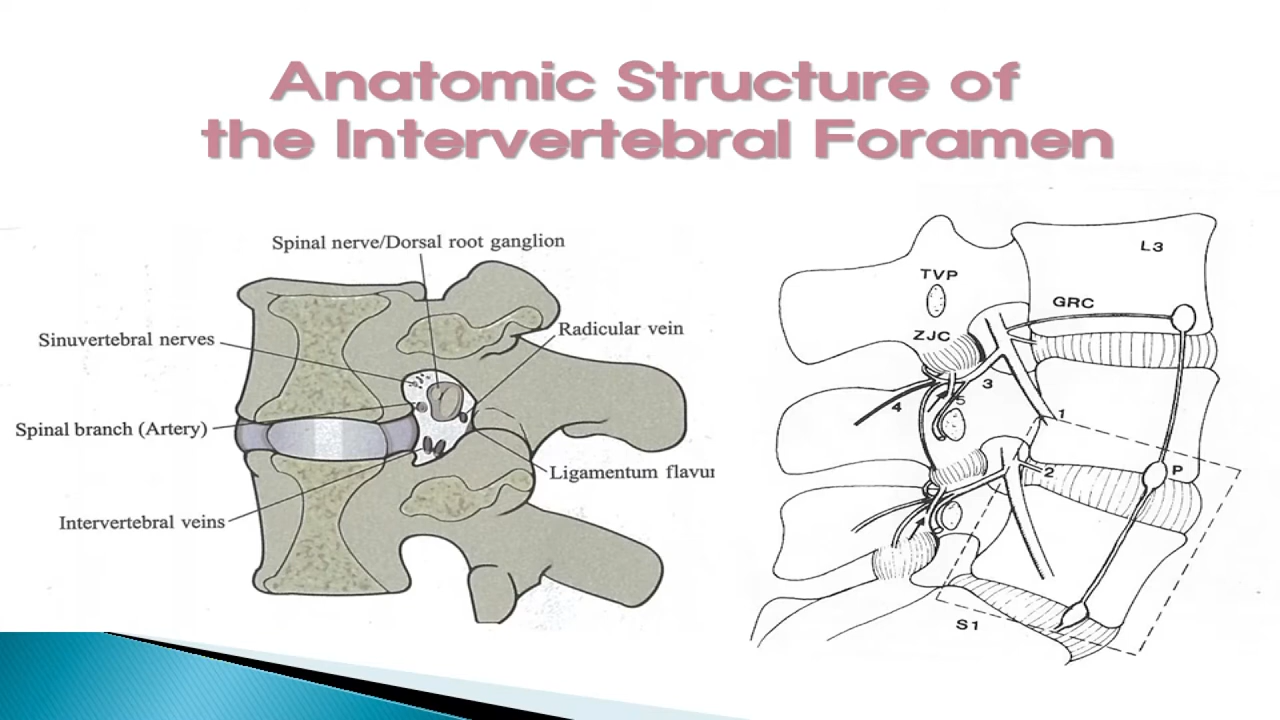 Anatomic Structure of
the Intervertebral Foramen
Spinal nerve/Dorsal root ganglion
Sinuvertebral nerves
Radicular vein
Spinal branch (Artery)
Ligamentum flavur
Intervertebral veins
L3
TVP
GRC
ZJC
3
4
5
1
2
P
S1